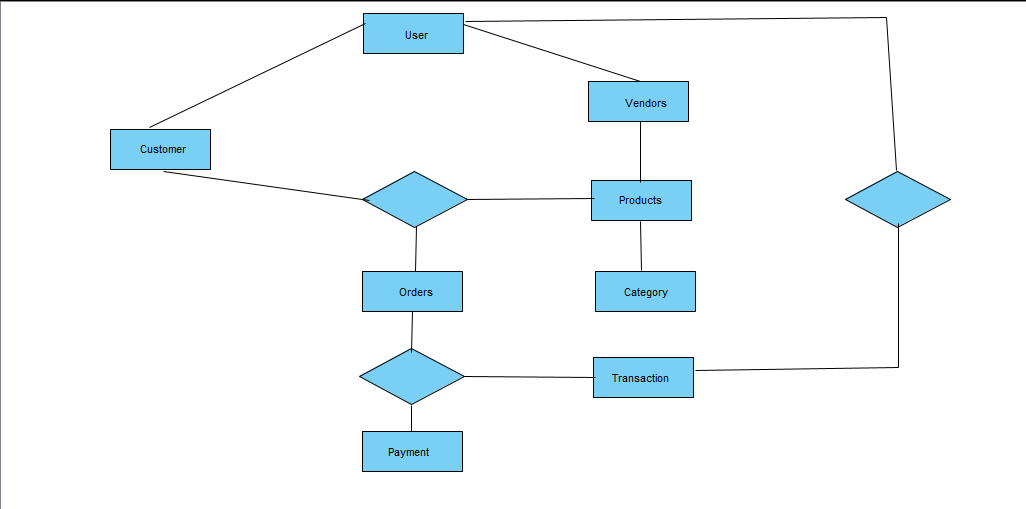 User
Vendors
Customer
Products
Orders
Category
Transaction
Payment